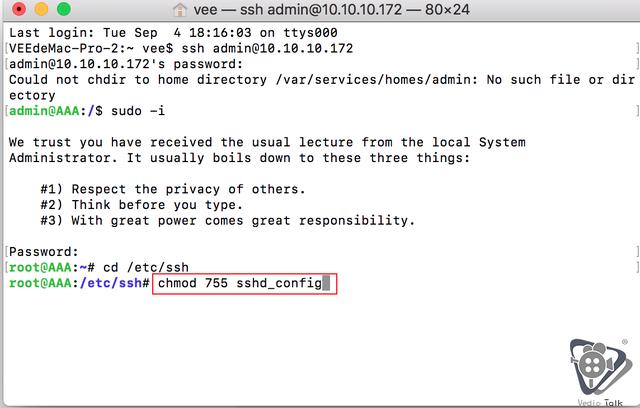 vee — ssh admin@10.10.10.172 — 80×24
Last login: Tue Sep  4 18:16:03 on ttys000
[VEEdeMac-Pro-2:~ vee$ ssh admin@10.10.10.172 ]
[admin@10.10.10.172's password: ]
Could not chdir to home directory /var/services/homes/admin: No such file or dir
ectory
[admin@AAA:/$ sudo -i ]
We trust you have received the usual lecture from the local System
Administrator. It usually boils down to these three things:
#1) Respect the privacy of others.
#2) Think before you type.
#3) With great power comes great responsibility.
[Password: ]
[root@AAA:~# cd /etc/ssh ]
root@AAA:/etc/ssh# chmod 755 sshd_config
®
Vedio Talk